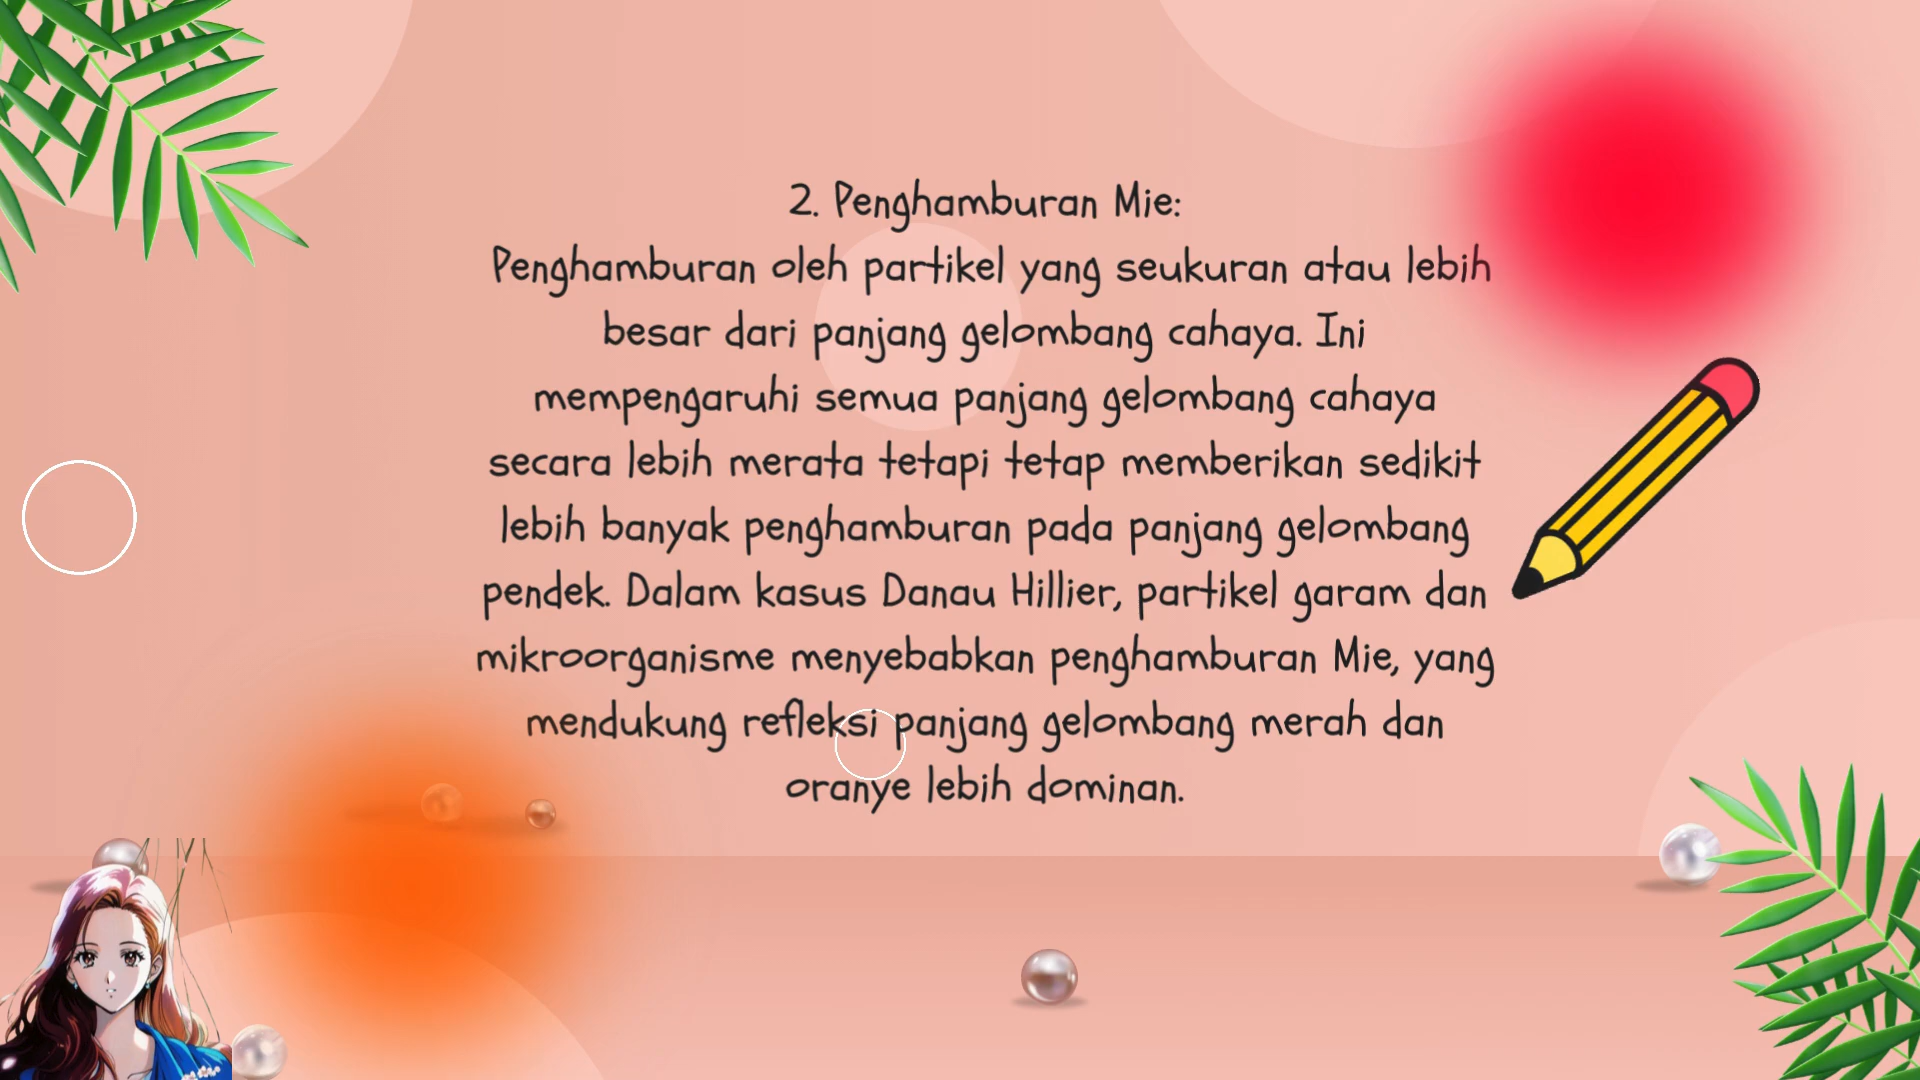 2. Penghamburan Mie:
Penghamburan oleh partikel yang seukuran atau lebih
besar dari panjang gelombang cahaya. Ini
mempengaruhi semua panjang gelombang cahaya
secara lebih merata tetapi tetap memberikan sedikit
lebih banyak penghamburan pada panjang gelombang
pendek. Dalam kasus Danau Hillier, partikel garam dan
mikroorganisme menyebabkan penghamburan Mie, yang
mendukung refleksi panjang gelombang merah dan
oranye lebih dominan.